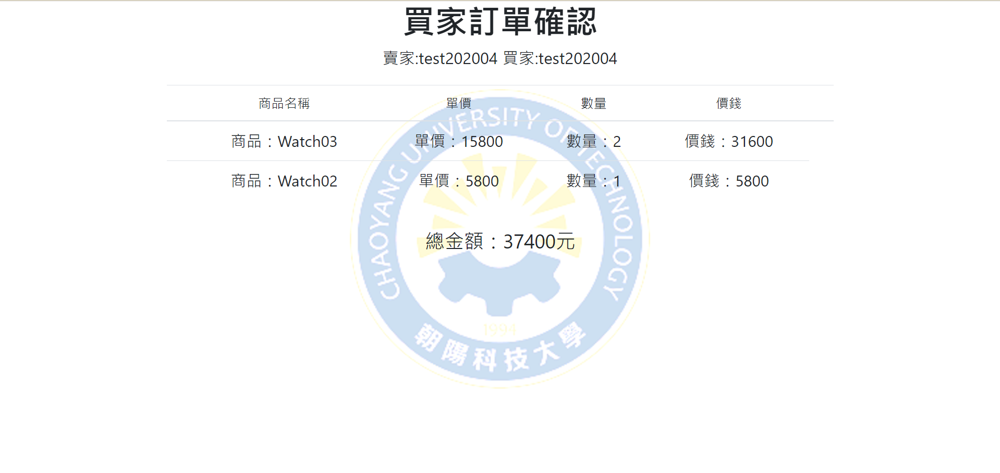 買家訂單確認
賣家:test202004 買家:test202004
商品名稱 單價 數量 價錢
商品：Watch03 單價：15800 數量：2 價錢：31600
商品：Watch02 單價：5800 數量：1 價錢：5800
總金額：37400元
CHAOYANG UNIVERSITY OF TECHNOLOGY
1994
朝陽科技大學